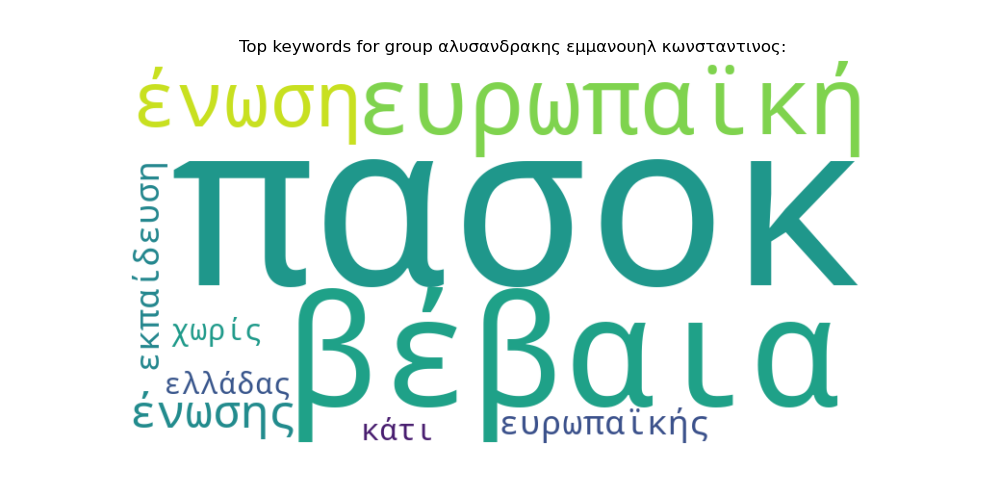 Top keywords for group αλυσανδρακης εμμανουηλ κωνσταντινος:
ένωση ευρωπαϊκή
πασοκ
εκπαίδευση
βέβαια
χωρίς
ελλάδας
ένωσης
κάτι
ευρωπαϊκής